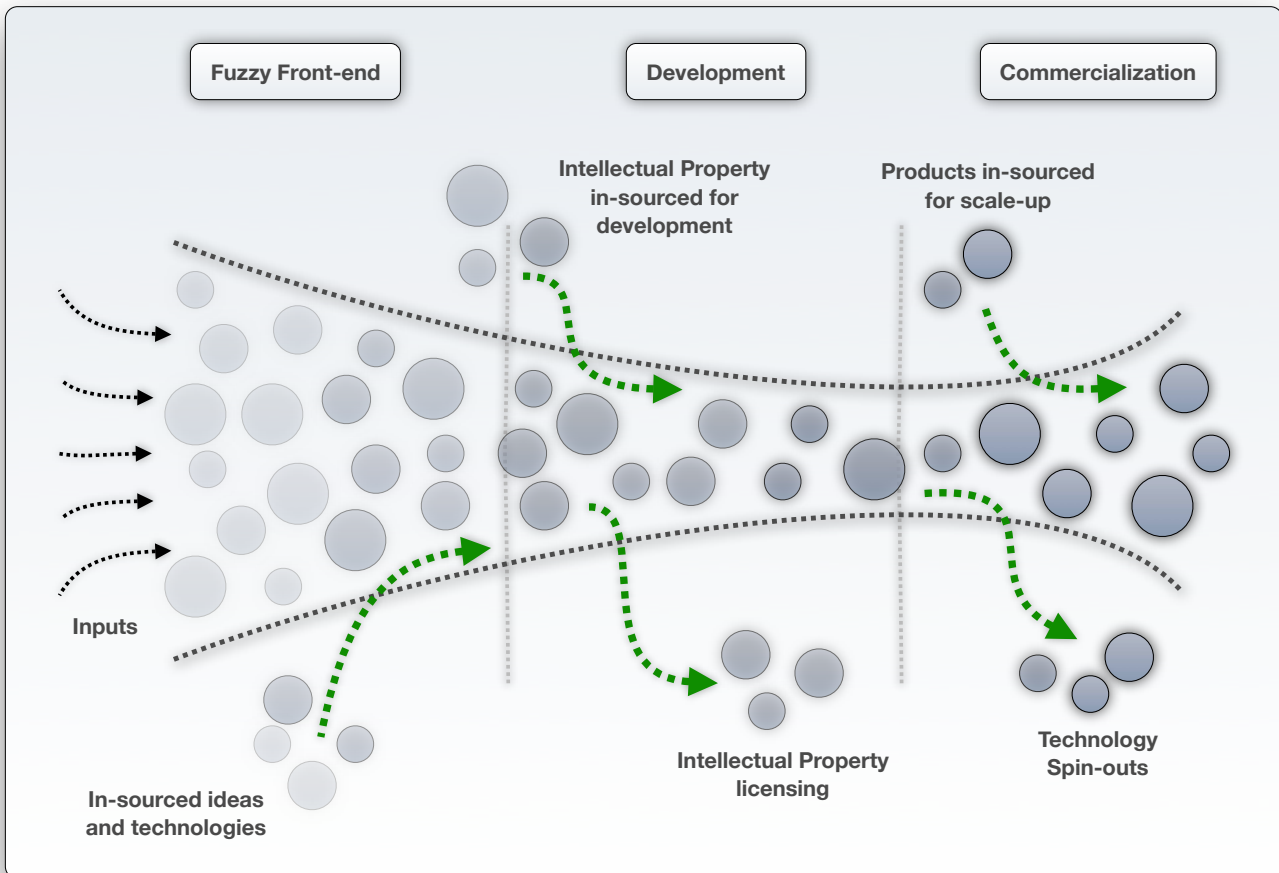 Fuzzy Front-end
Development
Commercialization
Intellectual Property
in-sourced for
development
Products in-sourced
for scale-up
Inputs
In-sourced ideas
and technologies
Intellectual Property
licensing
Technology
Spin-outs